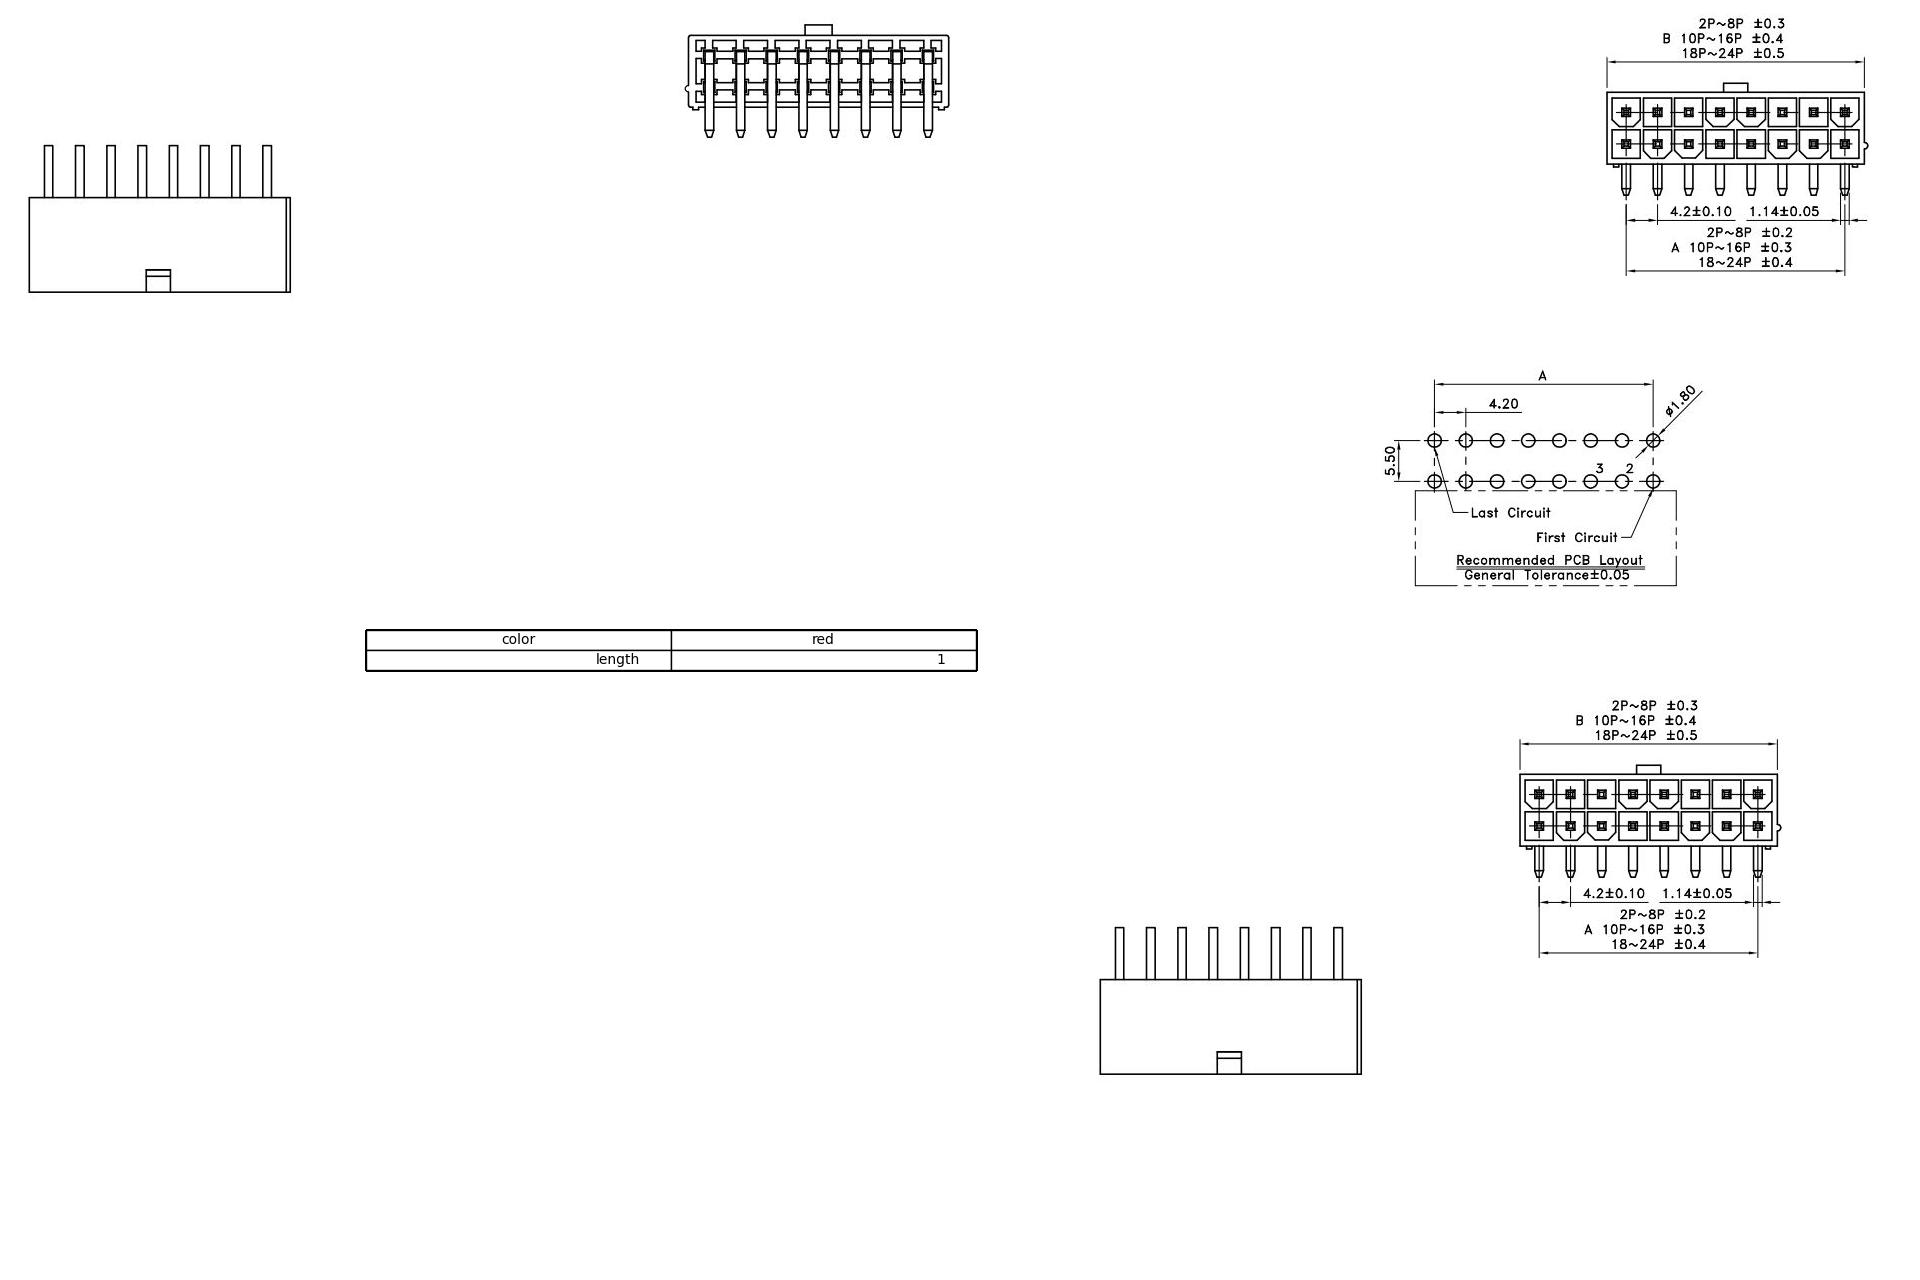 2P~8P ±0.3
B 10P~16P ±0.4
18P~24P ±0.5
4.2±0.10 1.14±0.05
2P~8P ±0.2
A 10P~16P ±0.3
18~24P ±0.4
A
4.20
ø1.80
5.50
3 2
Last Circuit
First Circuit
Recommended PCB Layout
General Tolerance±0.05
color red
length 1
2P~8P ±0.3
B 10P~16P ±0.4
18P~24P ±0.5
4.2±0.10 1.14±0.05
2P~8P ±0.2
A 10P~16P ±0.3
18~24P ±0.4